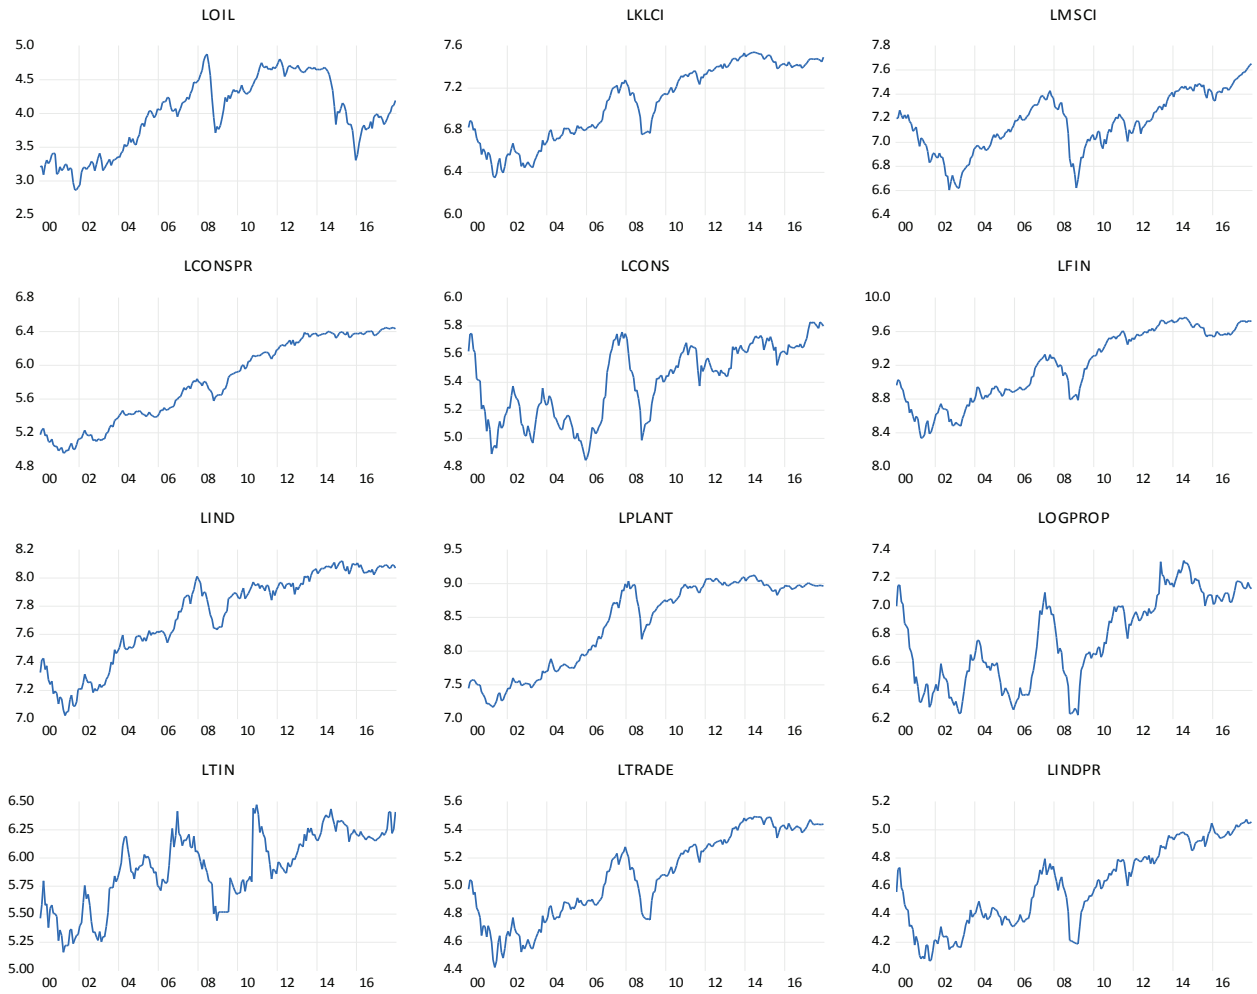 LOIL LKLCI LMSCI
5.0 7.6 7.8
4.5 7.2 7.6
4.0 6.8 7.4
3.5 6.4 7.2
3.0 6.0 7.0
2.5 6.8
6.6
6.4
00 02 04 06 08 10 12 14 16 00 02 04 06 08 10 12 14 16 00 02 04 06 08 10 12 14 16
LCONSPR LCONS LFIN
6.8 6.0 10.0
6.4 5.8 9.6
6.0 5.6 9.2
5.6 5.4 8.8
5.2 5.2 8.4
4.8 5.0 8.0
4.8
00 02 04 06 08 10 12 14 16 00 02 04 06 08 10 12 14 16 00 02 04 06 08 10 12 14 16
LIND LPLANT LOGPROP
8.2 9.5 7.4
8.0 9.0 7.2
7.8 8.5 7.0
7.6 8.0 6.8
7.4 7.5 6.6
7.2 7.0 6.4
7.0 6.2
00 02 04 06 08 10 12 14 16 00 02 04 06 08 10 12 14 16 00 02 04 06 08 10 12 14 16
LTIN LTRADE LINDPR
6.50 5.6 5.2
6.25 5.4 5.0
6.00 5.2 4.8
5.75 5.0 4.6
5.50 4.8 4.4
5.25 4.6 4.2
5.00 4.4 4.0
00 02 04 06 08 10 12 14 16 00 02 04 06 08 10 12 14 16 00 02 04 06 08 10 12 14 16